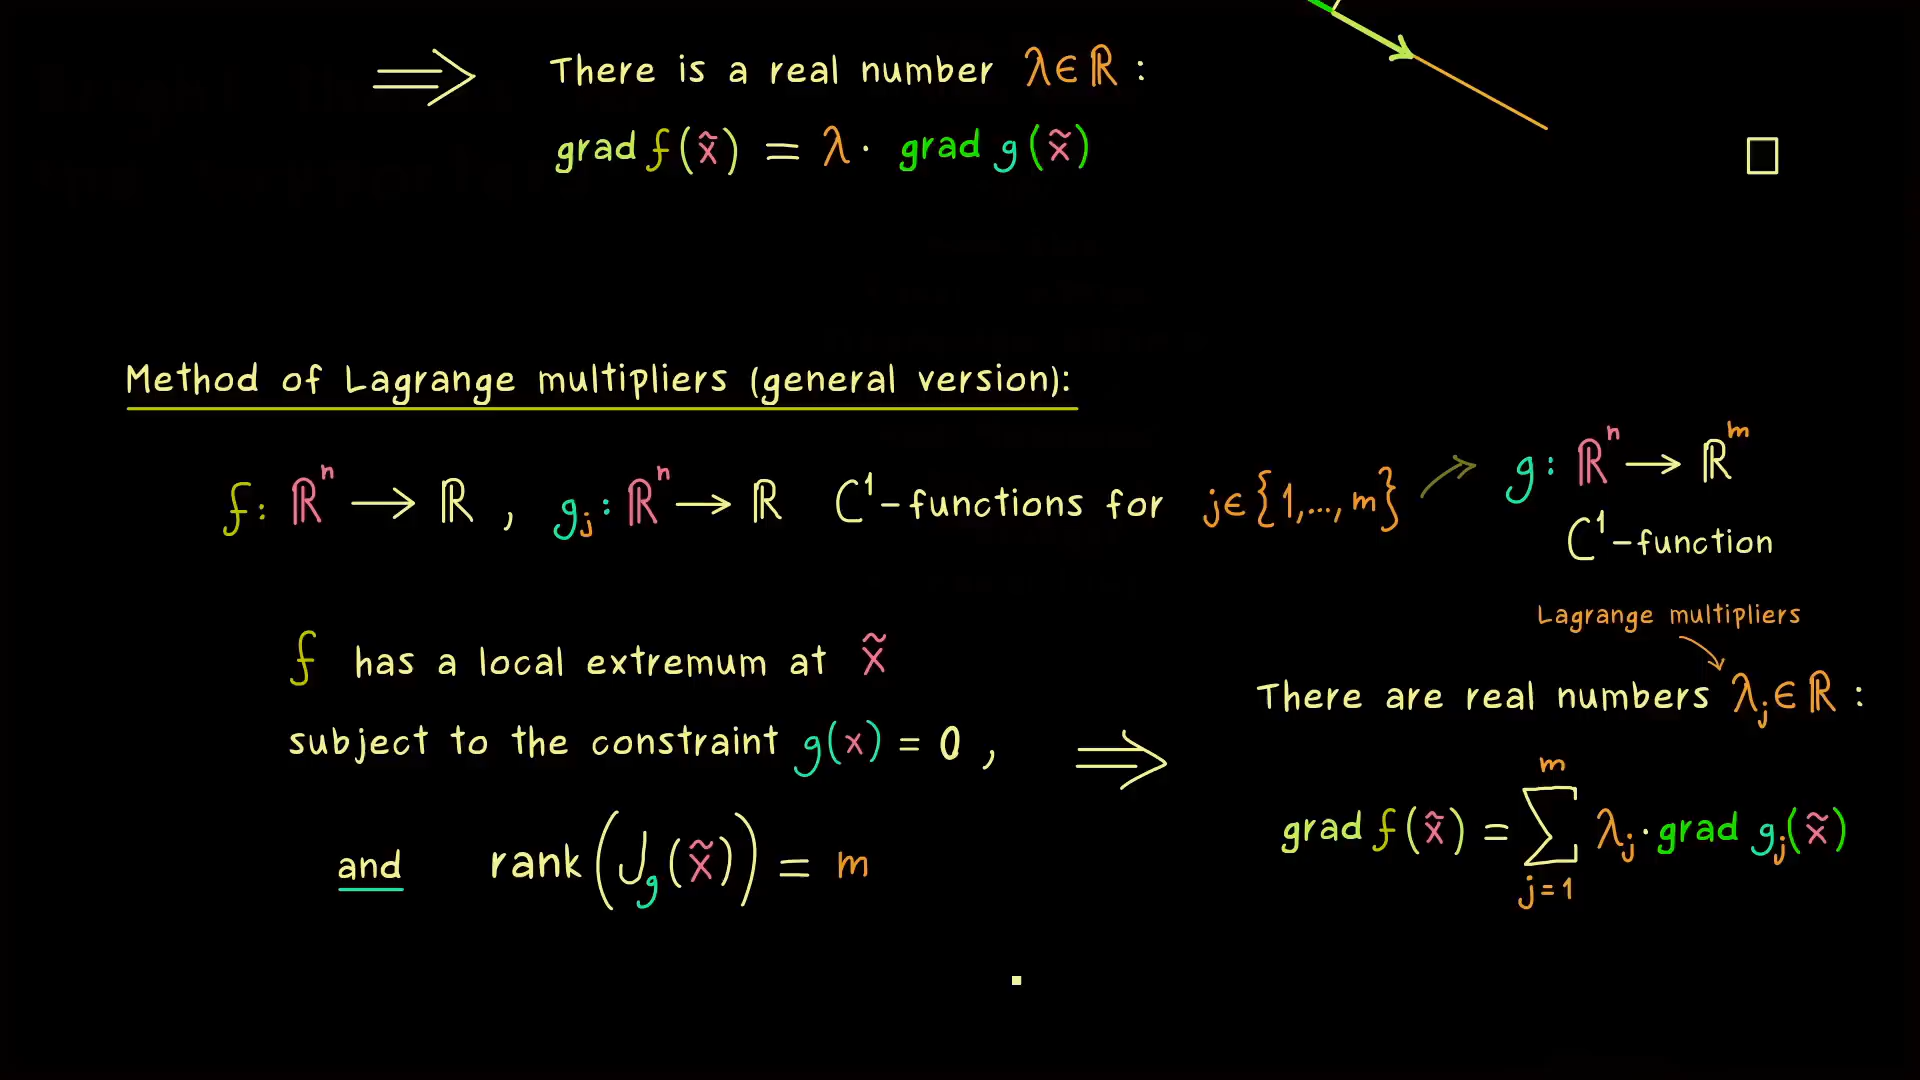 ⟹ There is a real number λ∈ℝ :
grad f(x̃) = λ · grad g(x̃)
□
Method of Lagrange multipliers (general version):
f: ℝⁿ ⟶ ℝ , gⱼ: ℝⁿ ⟶ ℝ C¹-functions for j∈{1,...,m} ↗ g: ℝⁿ ⟶ ℝᵐ
C¹-function
f has a local extremum at x̃
subject to the constraint g(x) = 0 ,
and rank(J_g(x̃)) = m
⟹
Lagrange multipliers
There are real numbers λⱼ∈ℝ :
grad f(x̃) = ∑_{j=1}^{m} λⱼ · grad gⱼ(x̃)